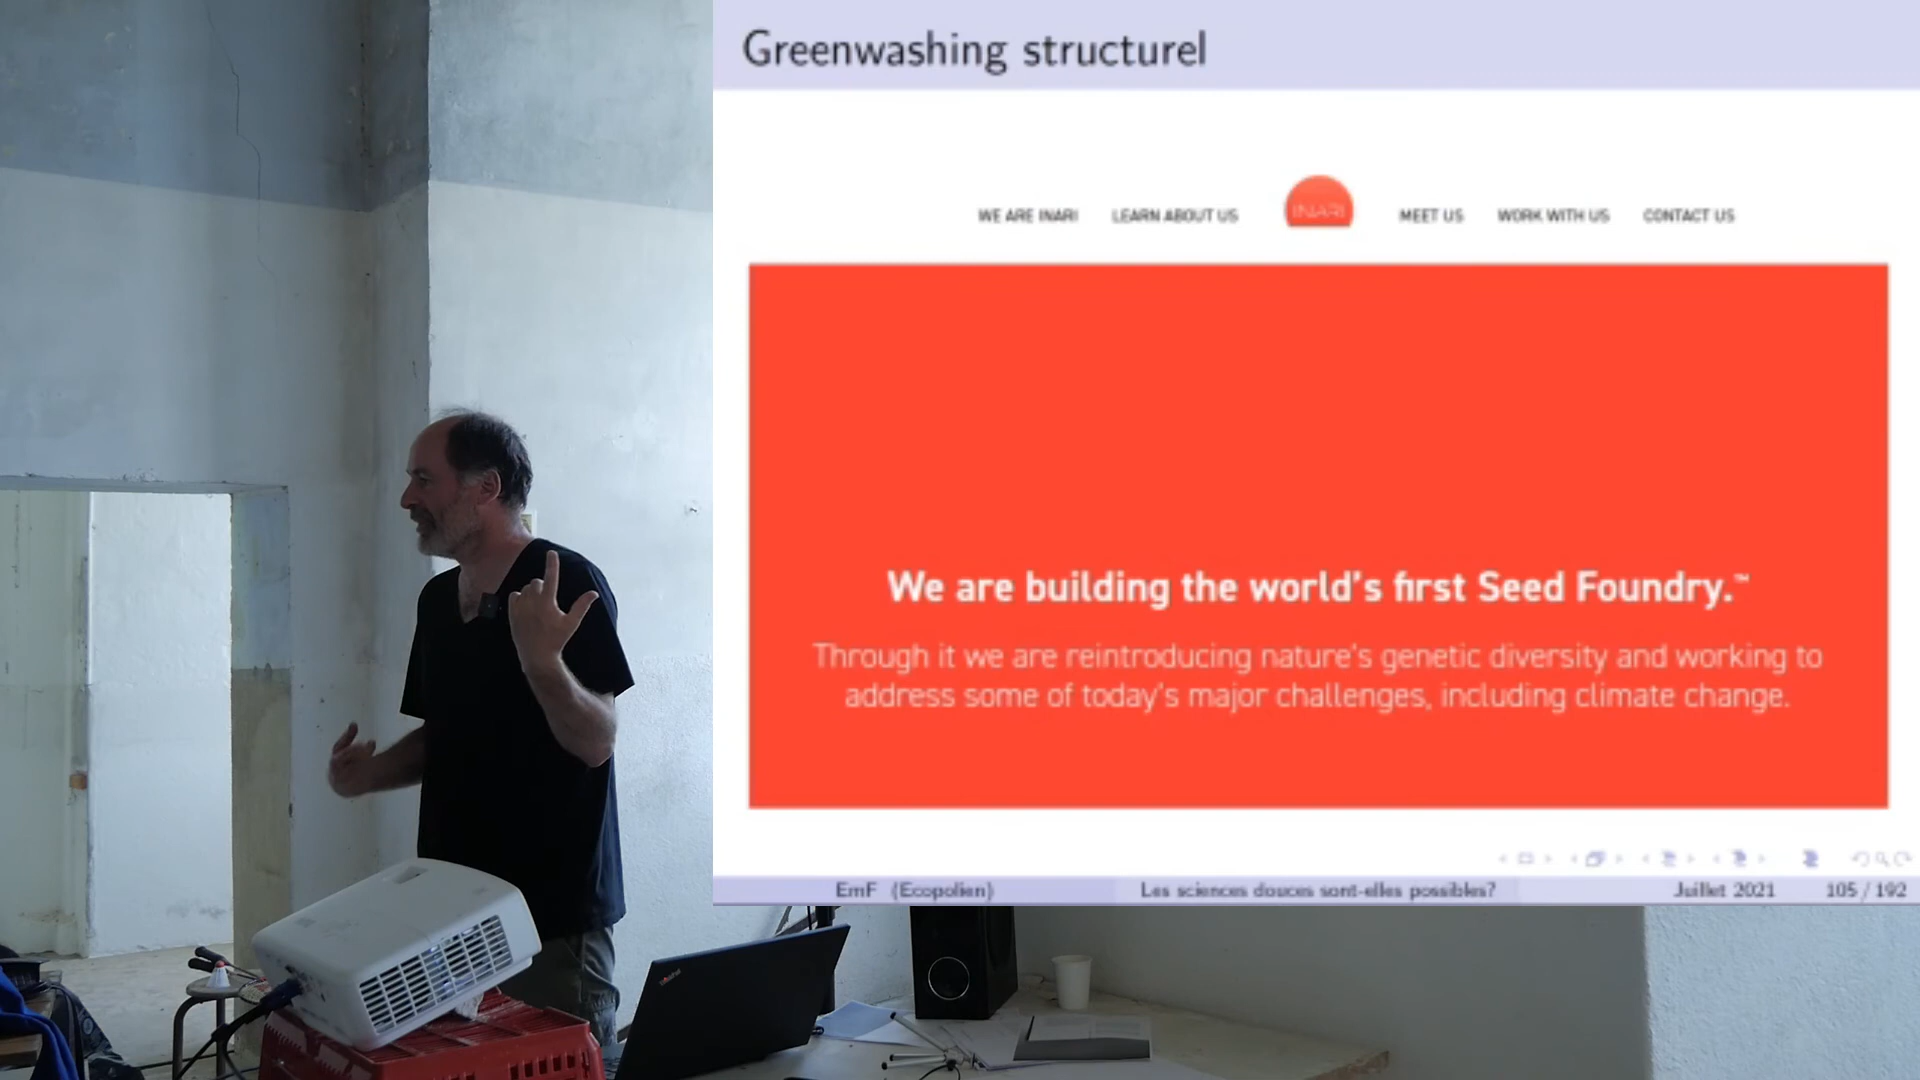 Greenwashing structurel
WE ARE INARI LEARN ABOUT US INARI MEET US WORK WITH US CONTACT US
We are building the world's first Seed Foundry.™
Through it we are reintroducing nature's genetic diversity and working to
address some of today's major challenges, including climate change.
EmF (Ecopolien) Les sciences douces sont-elles possibles? Juillet 2021 105 / 192